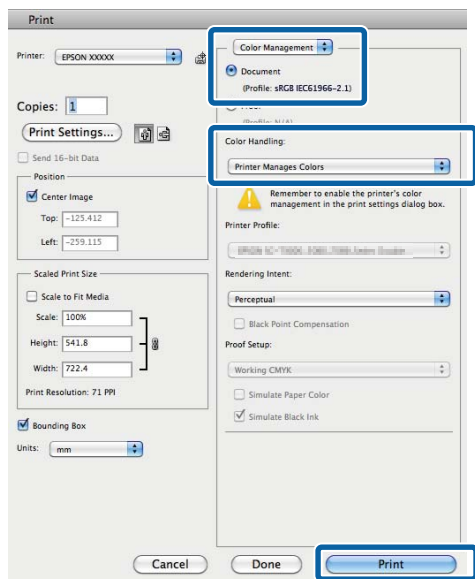 Print
Printer: EPSON XXXXX
Copies: 1
Print Settings...
Send 16-bit Data
Position
Center Image
Top: -125.412
Left: -259.115
Scaled Print Size
Scale to Fit Media
Scale: 100%
Height: 541.8
Width: 722.4
Print Resolution: 71 PPI
Bounding Box
Units: mm
Color Management
Document
(Profile: sRGB IEC61966-2.1)
Color Handling:
Printer Manages Colors
Remember to enable the printer's color
management in the print settings dialog box.
Printer Profile:
Rendering Intent:
Perceptual
Black Point Compensation
Proof Setup:
Working CMYK
Simulate Paper Color
Simulate Black Ink
Cancel
Done
Print